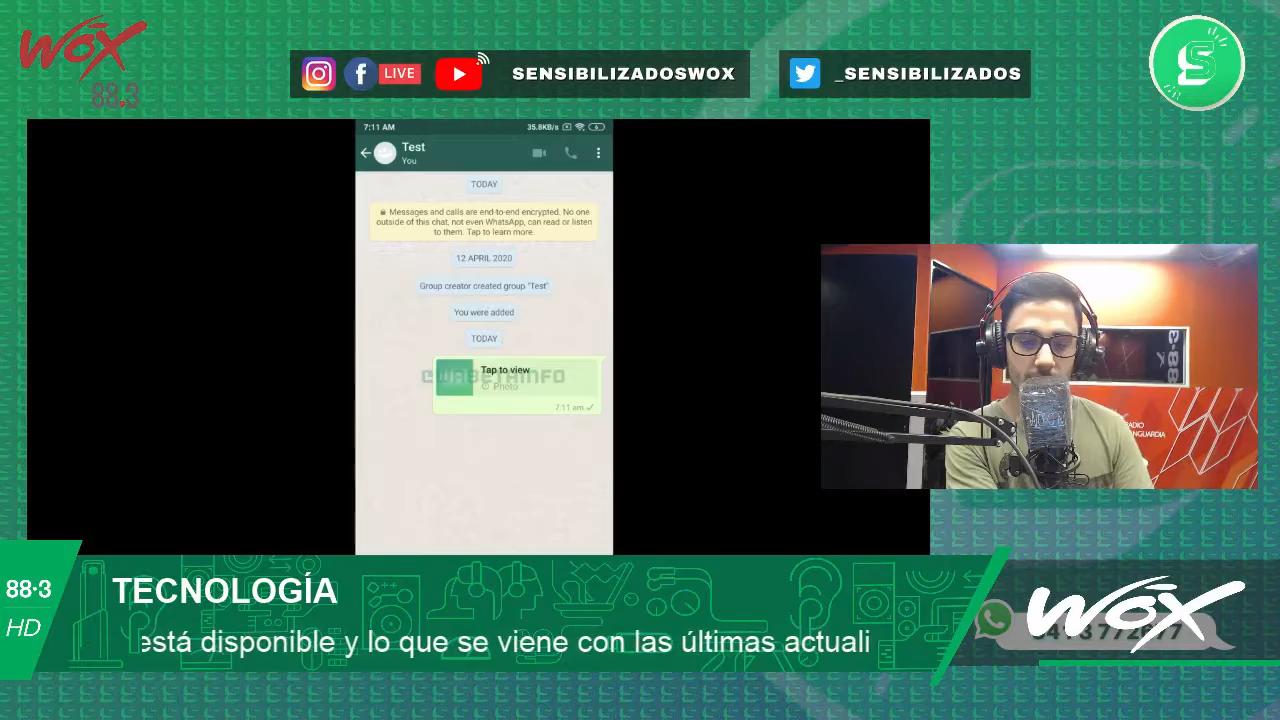 WOX
88.3
LIVE
SENSIBILIZADOSWOX
_SENSIBILIZADOS
S
7:11 AM
35.8KB/s
6
Test
You
TODAY
Messages and calls are end-to-end encrypted. No one
outside of this chat, not even WhatsApp, can read or listen
to them. Tap to learn more.
12 APRIL 2020
Group creator created group "Test"
You were added
TODAY
Tap to view
WABETAINFO
Photo
7:11 am
88.3
RADIO
88·3
HD
TECNOLOGÍA
está disponible y lo que se viene con las últimas actuali
WOX